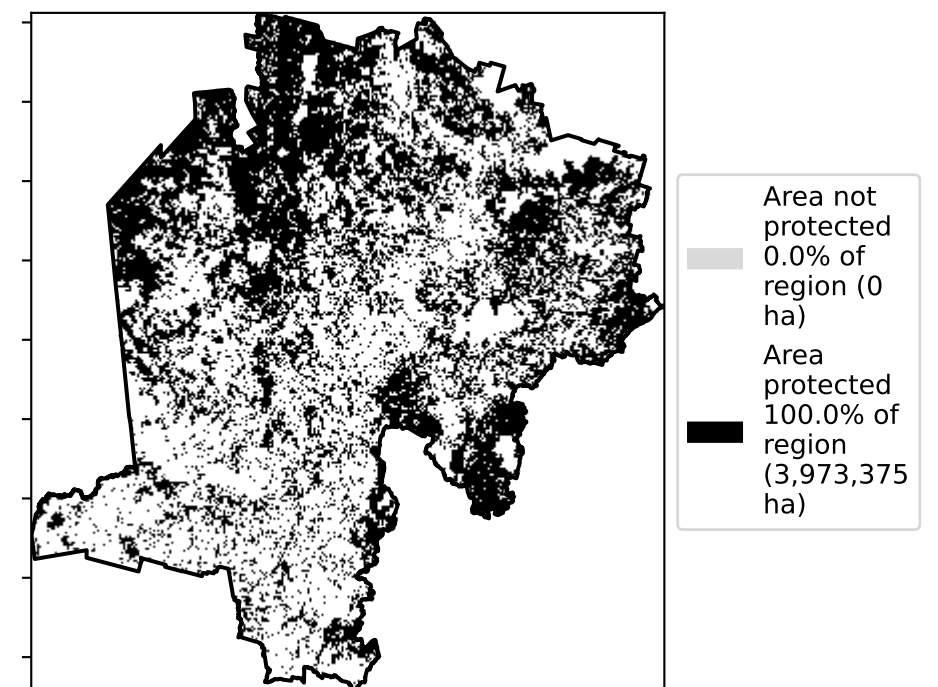 Area not
protected
0.0% of
region (0
ha)
Area
protected
100.0% of
region
(3,973,375
ha)